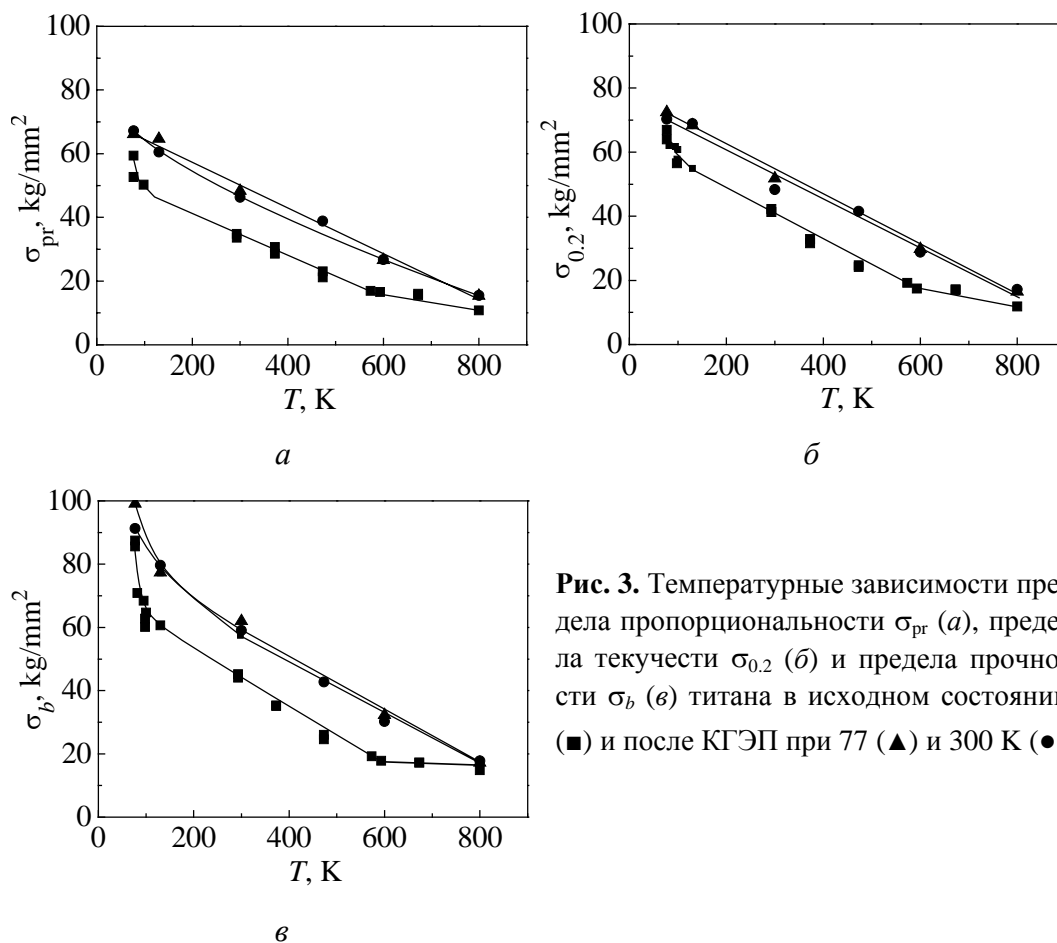 100
80
60
40
20
0
σpr, kg/mm²
0 200 400 600 800
T, K
а
100
80
60
40
20
0
σ0.2, kg/mm²
200 400 600 800
T, K
б
100
80
60
40
20
0
σb, kg/mm²
0 200 400 600 800
T, K
в
Рис. 3. Температурные зависимости пре-
дела пропорциональности σpr (а), преде-
ла текучести σ0.2 (б) и предела прочно-
сти σb (в) титана в исходном состоянии
(■) и после КГЭП при 77 (▲) и 300 K (●